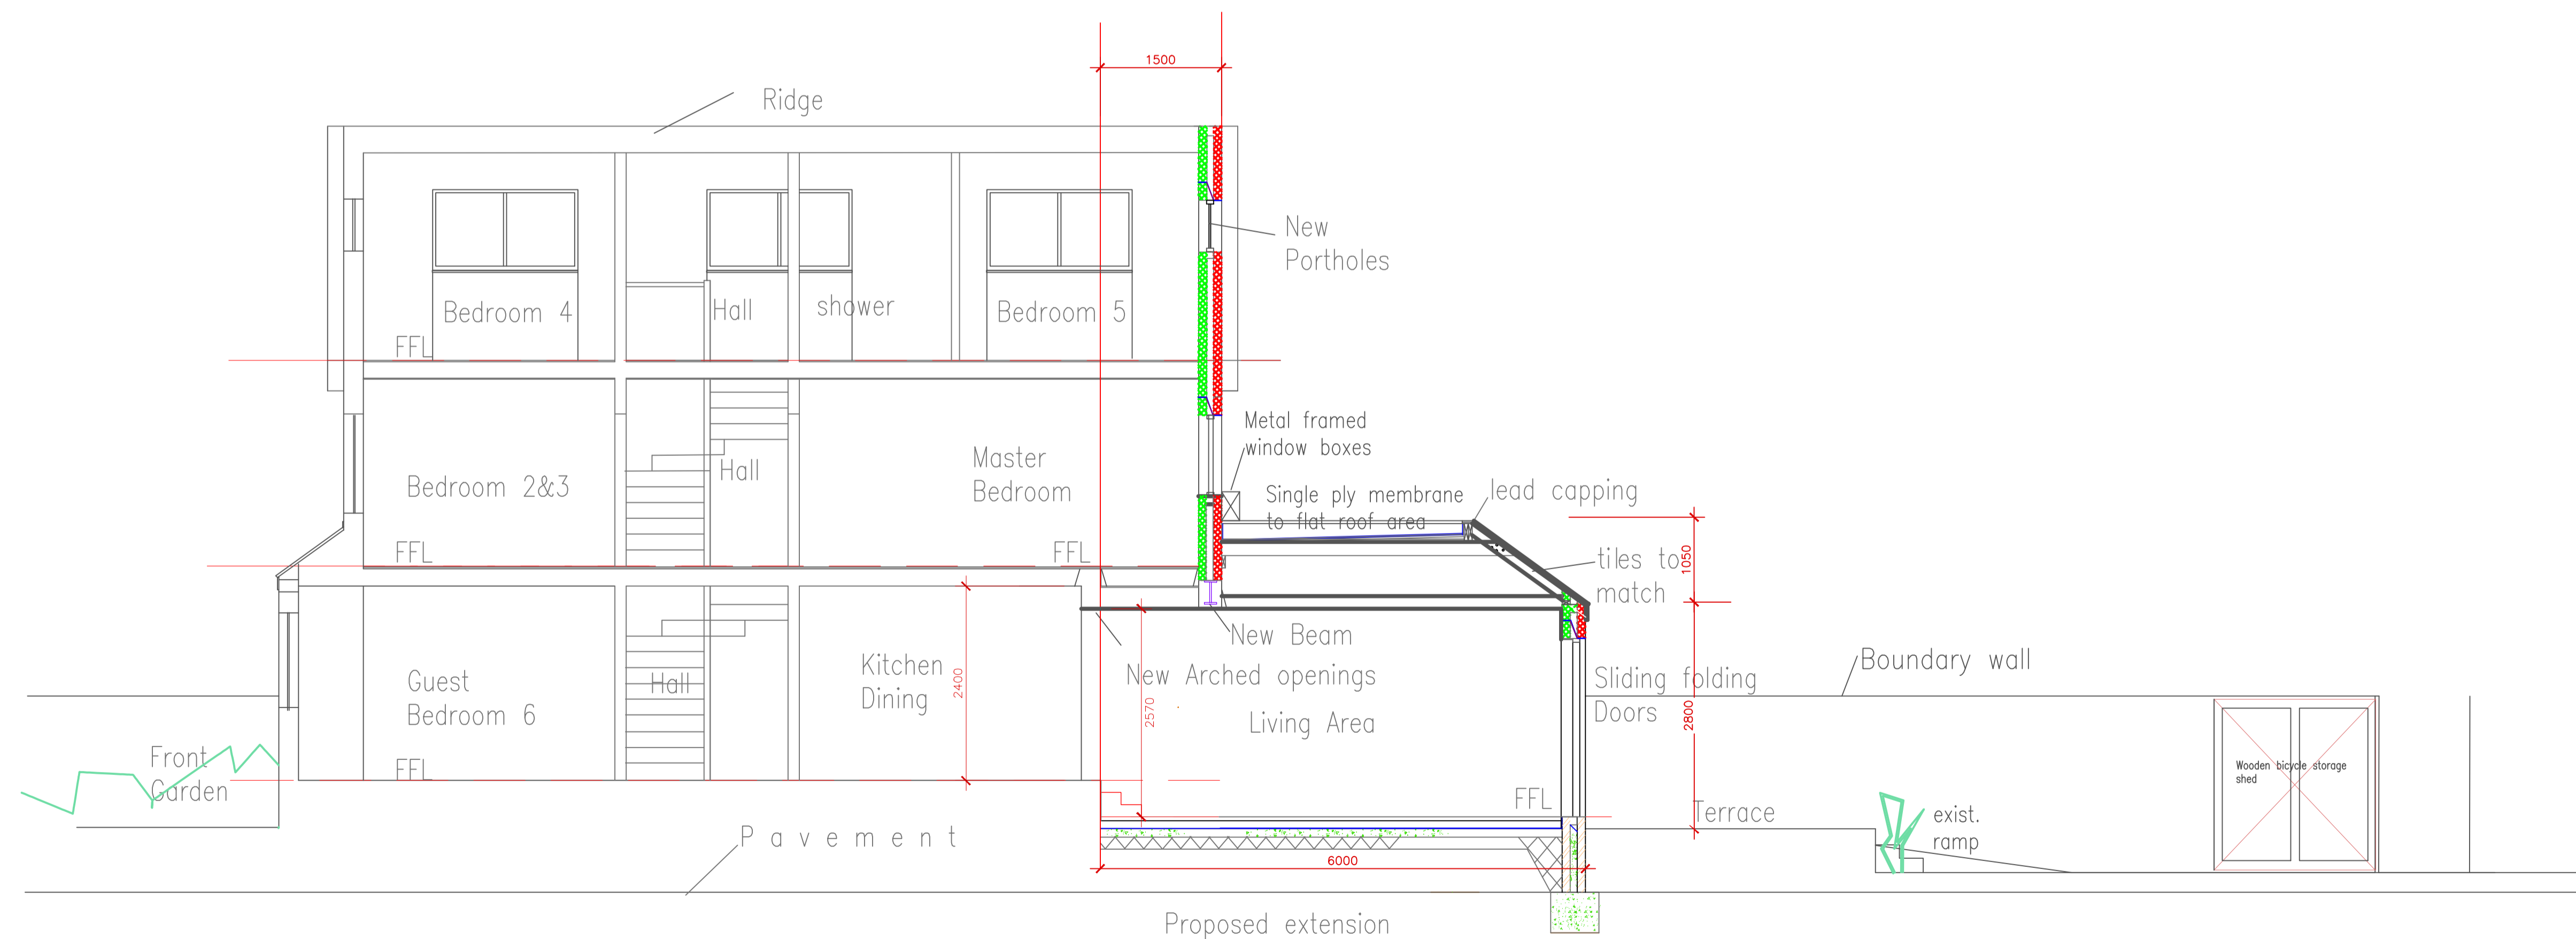 1500
Ridge
New
Portholes
Bedroom 4
Hall
shower
Bedroom 5
FFL
Metal framed
window boxes
Master
Bedroom
Hall
Bedroom 2&3
Single ply membrane
to flat roof area
lead capping
FFL
FFL
tiles to
match
1050
New Beam
Kitchen
Dining
2400
New Arched openings
Guest
Bedroom 6
Hall
Sliding folding
Doors
Boundary wall
2570
Living Area
2800
Front
Garden
FFL
Wooden bicycle storage
shed
FFL
Terrace
exist.
ramp
Pavement
6000
Proposed extension